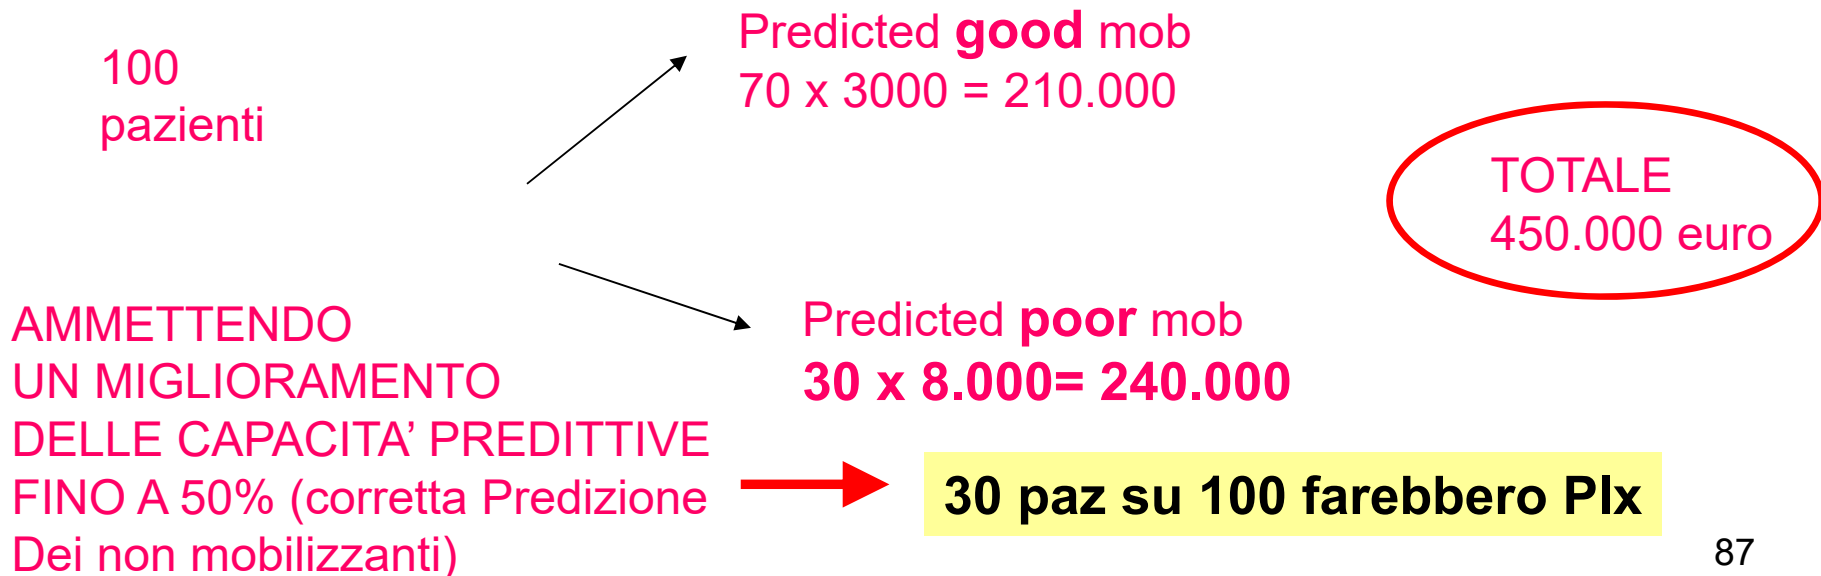 100
pazienti
Predicted good mob
70 x 3000 = 210.000
TOTALE
450.000 euro
Predicted poor mob
30 x 8.000= 240.000
AMMETTENDO
UN MIGLIORAMENTO
DELLE CAPACITA’ PREDITTIVE
FINO A 50% (corretta Predizione
Dei non mobilizzanti)
30 paz su 100 farebbero Plx
87